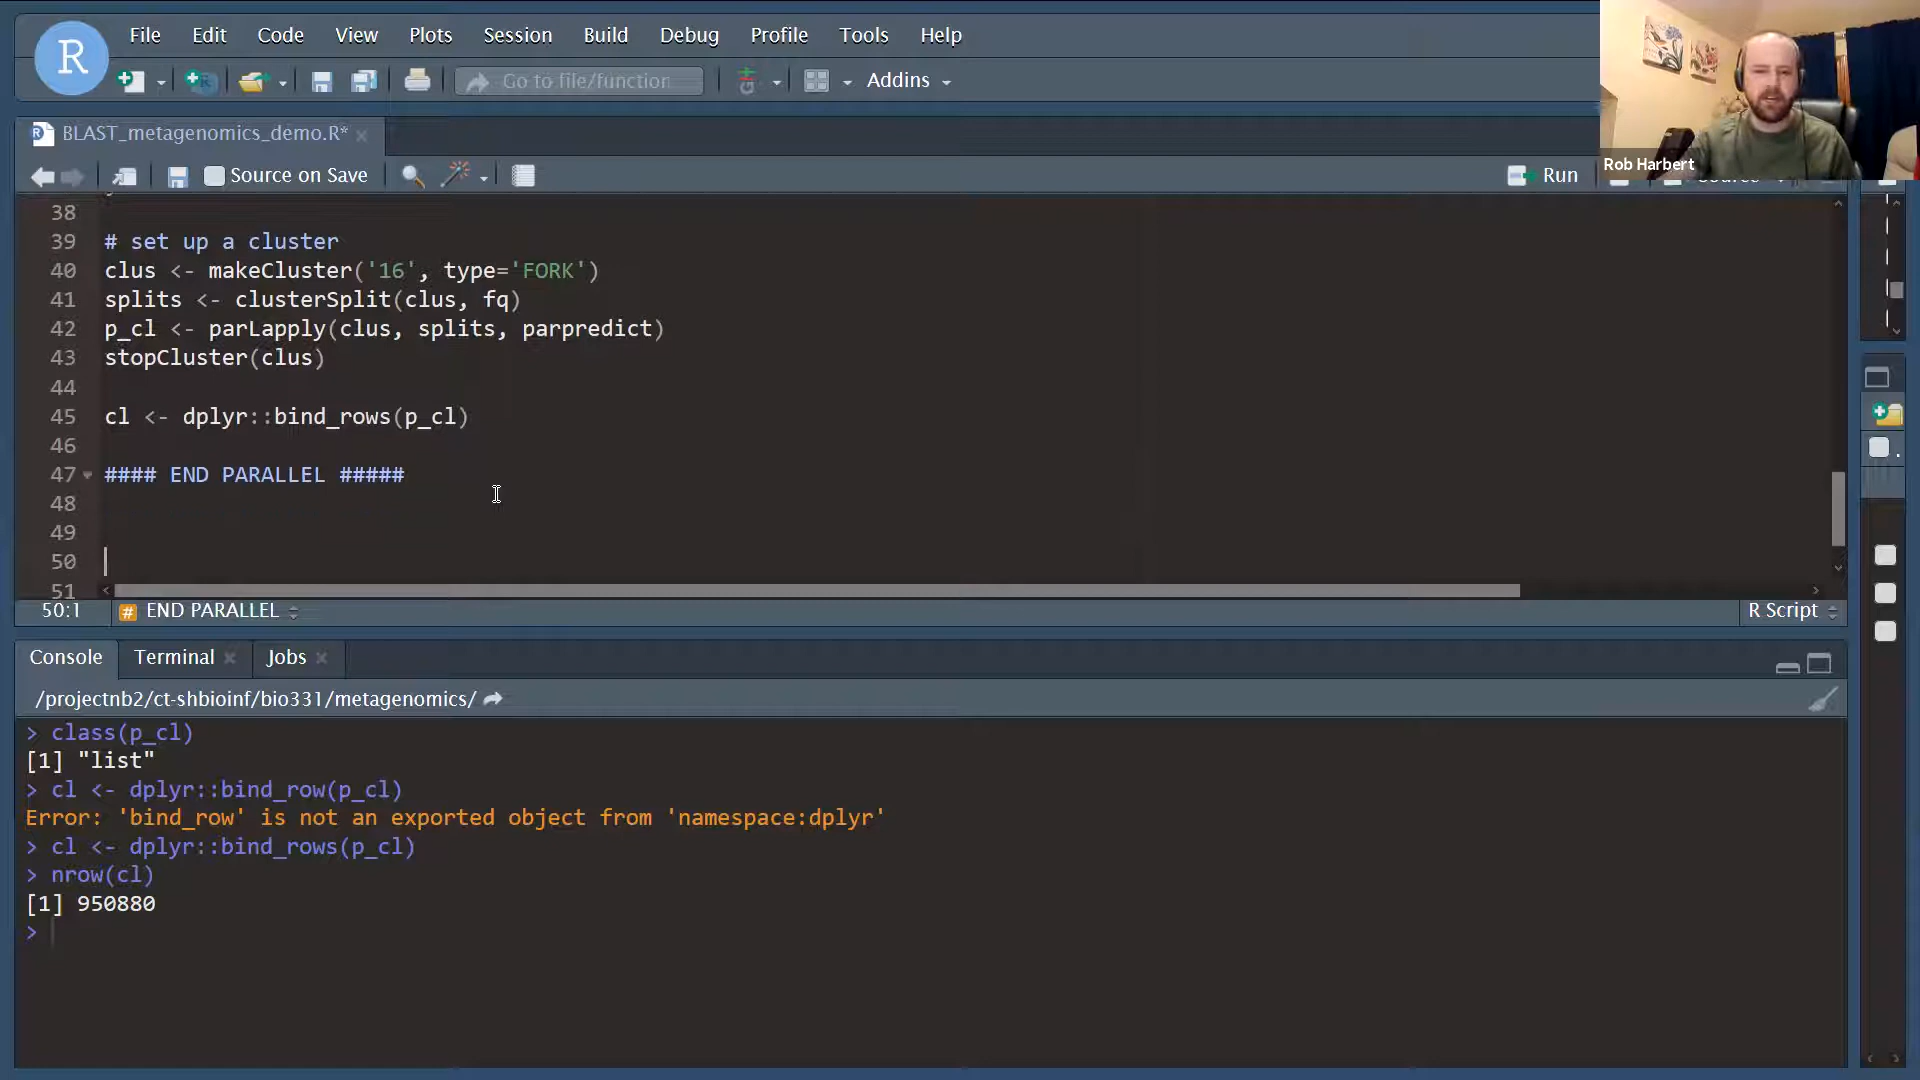 R File Edit Code View Plots Session Build Debug Profile Tools Help
Go to file/function Addins
Rob Harbert
BLAST_metagenomics_demo.R*
Source on Save Run
38
39 # set up a cluster
40 clus <- makeCluster('16', type='FORK')
41 splits <- clusterSplit(clus, fq)
42 p_cl <- parLapply(clus, splits, parpredict)
43 stopCluster(clus)
44
45 cl <- dplyr::bind_rows(p_cl)
46
47 #### END PARALLEL #####
48
49
50
51
50:1 # END PARALLEL R Script
Console Terminal Jobs
/projectnb2/ct-shbioinf/bio331/metagenomics/
> class(p_cl)
[1] "list"
> cl <- dplyr::bind_row(p_cl)
Error: 'bind_row' is not an exported object from 'namespace:dplyr'
> cl <- dplyr::bind_rows(p_cl)
> nrow(cl)
[1] 950880
>